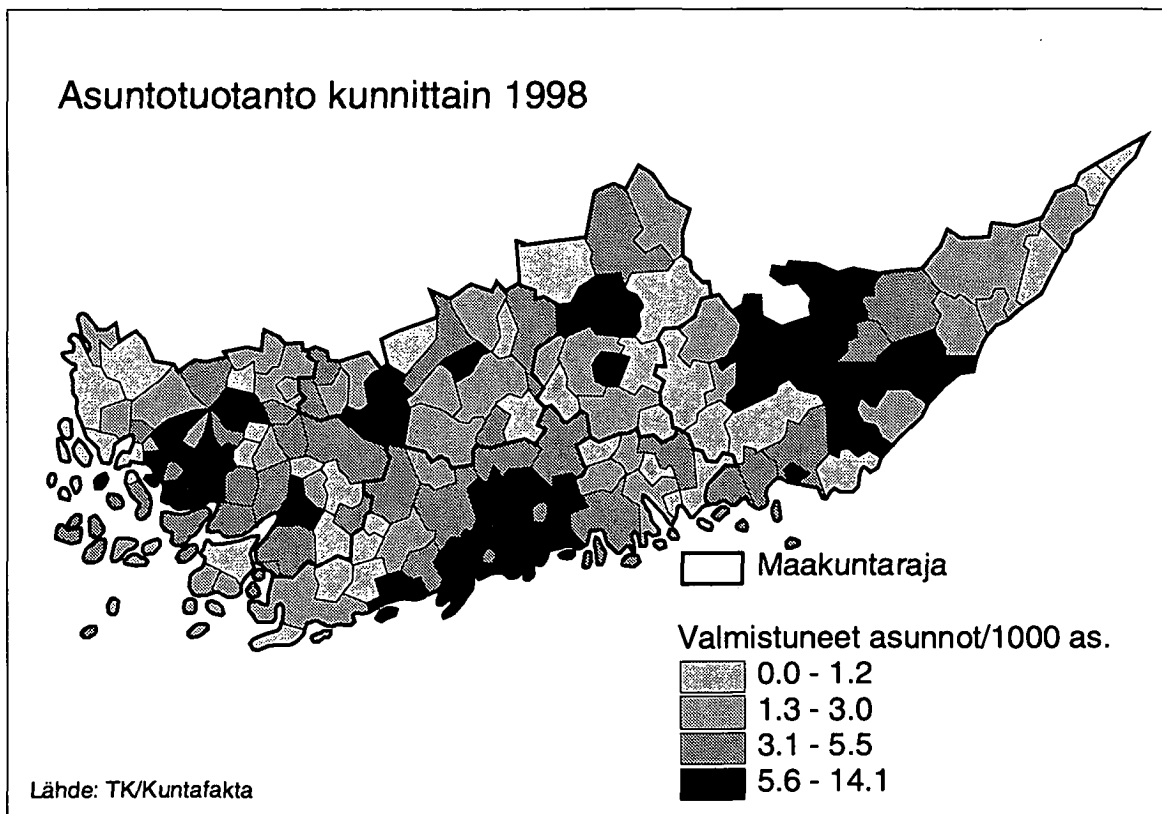 Asuntotuotanto kunnittain 1998
Maakuntaraja
Valmistuneet asunnot/1000 as.
0.0 - 1.2
1.3 - 3.0
3.1 - 5.5
5.6 - 14.1
Lähde: TK/Kuntafakta